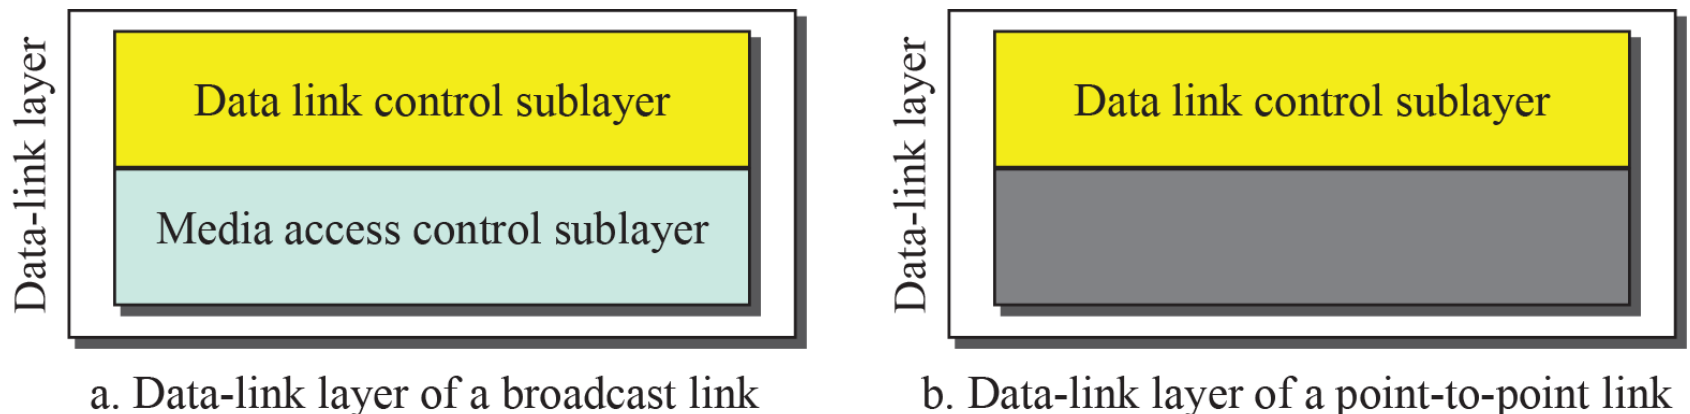 Data-link layer
Data link control sublayer
Media access control sublayer
a. Data-link layer of a broadcast link
Data-link layer
Data link control sublayer
b. Data-link layer of a point-to-point link